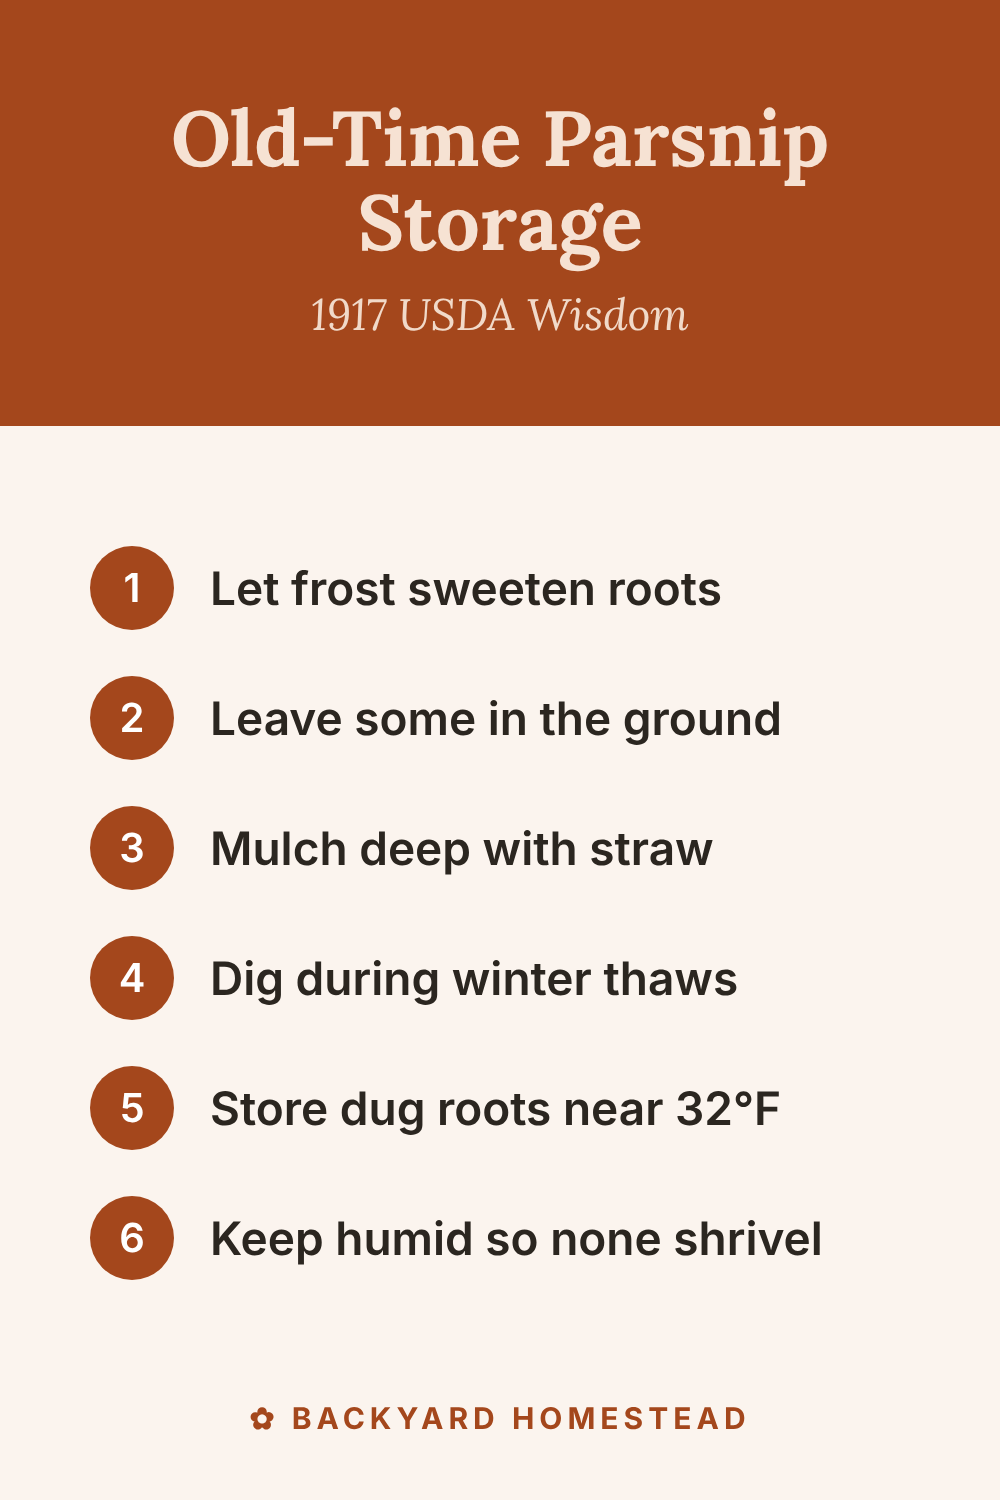 Old-Time Parsnip
Storage
1917 USDA Wisdom
1 Let frost sweeten roots
2 Leave some in the ground
3 Mulch deep with straw
4 Dig during winter thaws
5 Store dug roots near 32°F
6 Keep humid so none shrivel
✿ BACKYARD HOMESTEAD